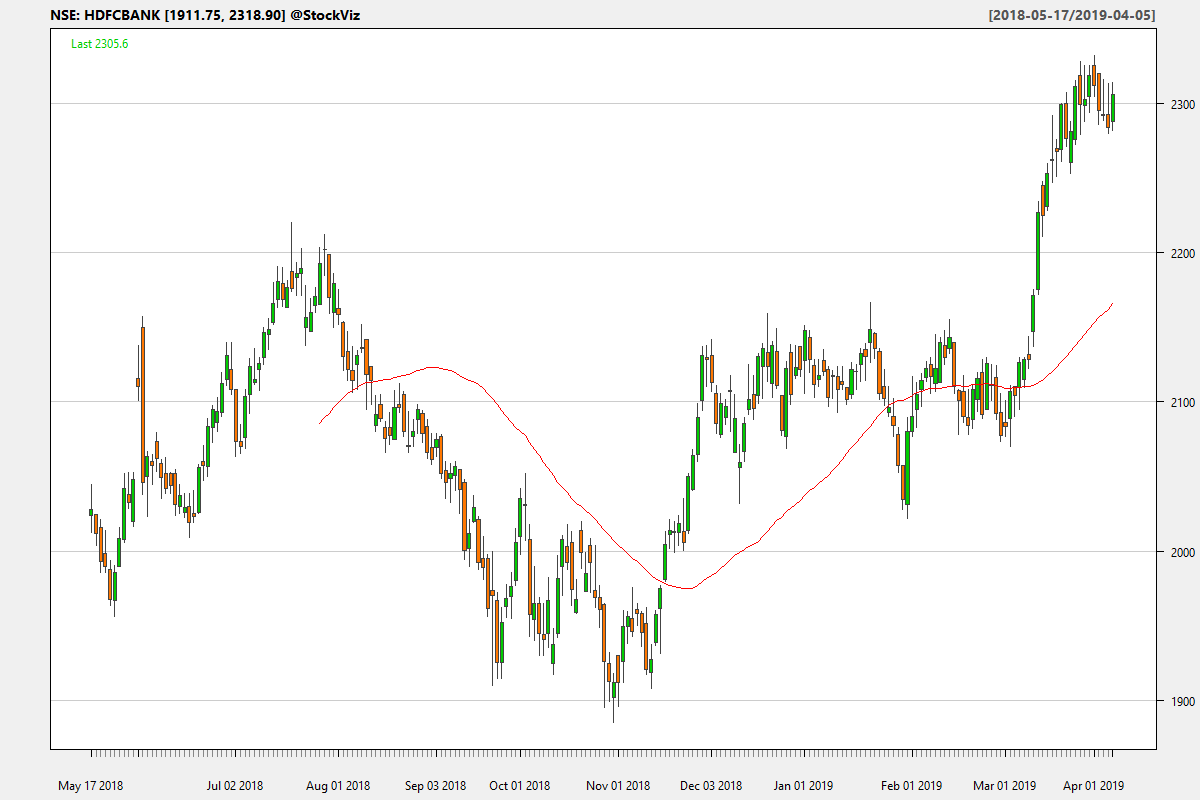 NSE: HDFCBANK [1911.75, 2318.90] @StockViz [2018-05-17/2019-04-05]
Last 2305.6
2300
2200
2100
2000
1900
May 17 2018 Jul 02 2018 Aug 01 2018 Sep 03 2018 Oct 01 2018 Nov 01 2018 Dec 03 2018 Jan 01 2019 Feb 01 2019 Mar 01 2019 Apr 01 2019